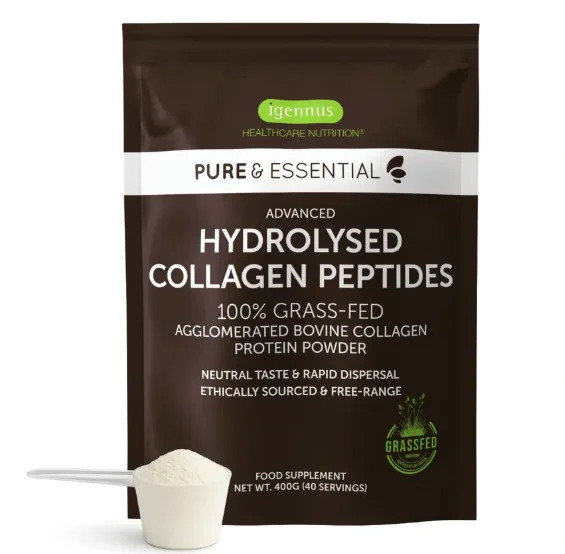 igennus
HEALTHCARE NUTRITION®
PURE & ESSENTIAL
ADVANCED
HYDROLYSED
COLLAGEN PEPTIDES
100% GRASS-FED
AGGLOMERATED BOVINE COLLAGEN
PROTEIN POWDER
NEUTRAL TASTE & RAPID DISPERSAL
ETHICALLY SOURCED & FREE-RANGE
GRASSFED
FOOD SUPPLEMENT
NET WT. 400G (40 SERVINGS)